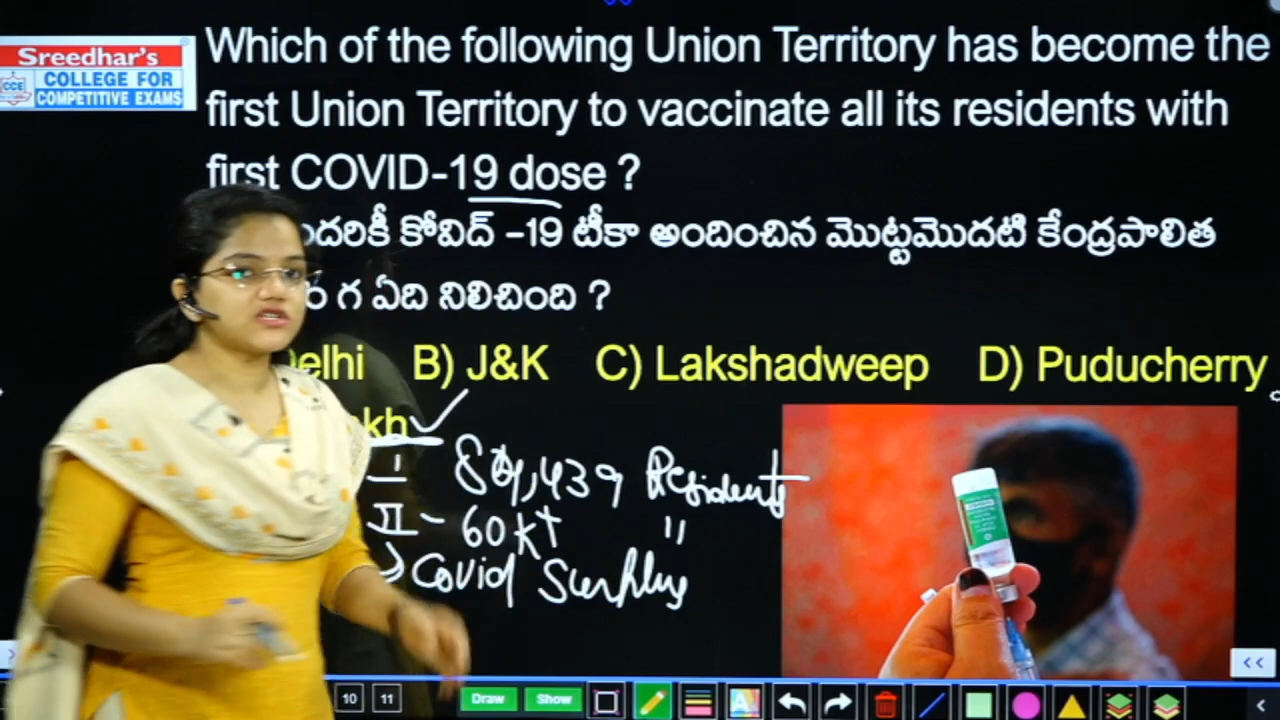 Sreedhar's
CCE
COLLEGE FOR
COMPETITIVE EXAMS
Which of the following Union Territory has become the
first Union Territory to vaccinate all its residents with
first COVID-19 dose ?
కోవిద్ –19 టీకా అందించిన మొట్టమొదటి కేంద్రపాలిత
గ ఏది నిలిచింది ?
B) J&K C) Lakshadweep D) Puducherry
I - Residents
II - 60K+ "
Covid
10 11 Draw Show